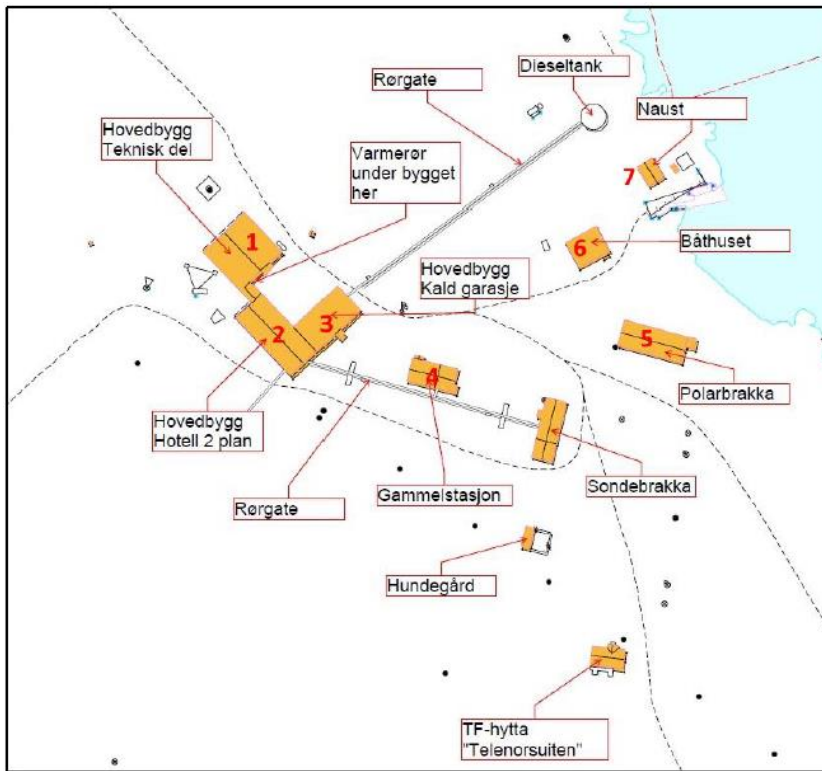 Dieseltank
Rørgate
Naust
Hovedbygg
Teknisk del
Varmerør
under bygget
her
7
1
6
Båthuset
Hovedbygg
Kald garasje
3
2
5
4
Polarbrakka
Hovedbygg
Hotell 2 plan
Sondebrakka
Rørgate
Gammelstasjon
Hundegård
TF-hytta
"Telenorsuiten"